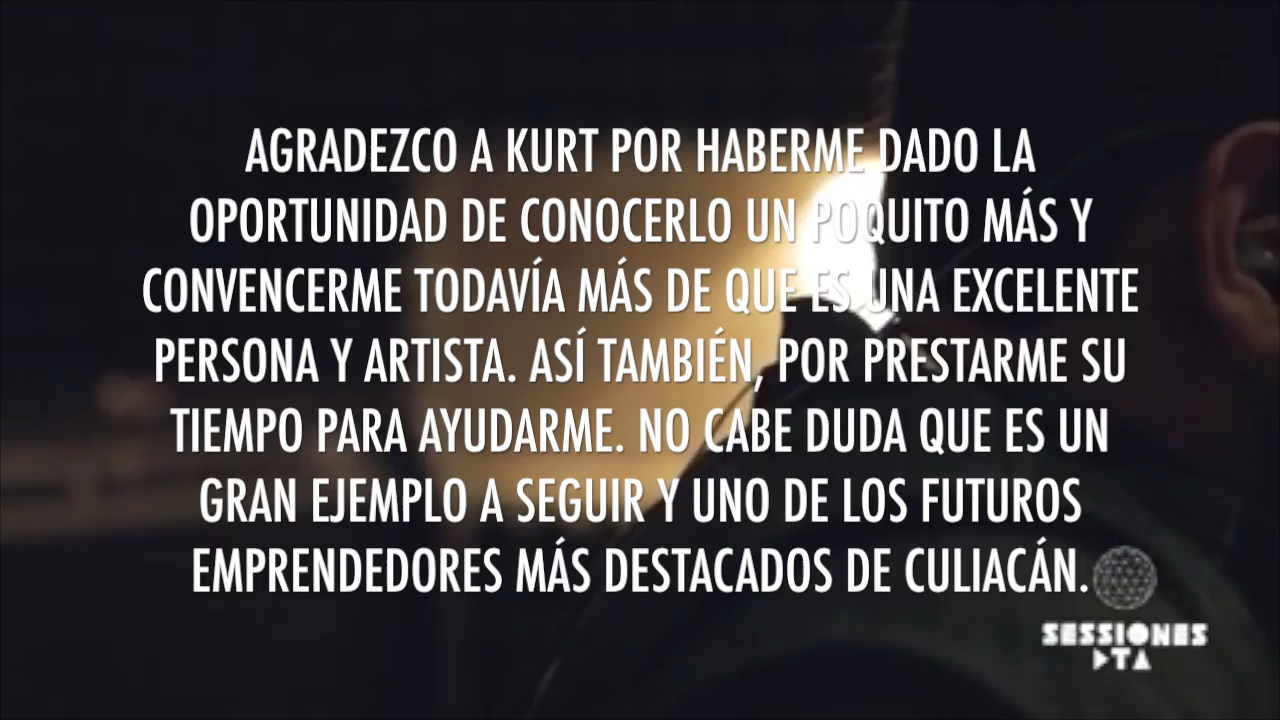 AGRADEZCO A KURT POR HABERME DADO LA
OPORTUNIDAD DE CONOCERLO UN POQUITO MÁS Y
CONVENCERME TODAVÍA MÁS DE QUE ES UNA EXCELENTE
PERSONA Y ARTISTA. ASÍ TAMBIÉN, POR PRESTARME SU
TIEMPO PARA AYUDARME. NO CABE DUDA QUE ES UN
GRAN EJEMPLO A SEGUIR Y UNO DE LOS FUTUROS
EMPRENDEDORES MÁS DESTACADOS DE CULIACÁN.
SESSIONES
TA